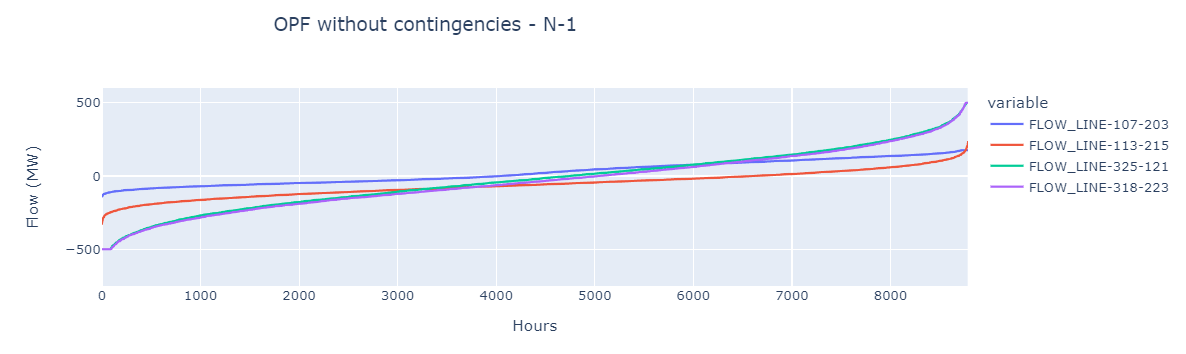 OPF without contingencies - N-1
Flow (MW)
500
0
−500
0 1000 2000 3000 4000 5000 6000 7000 8000
Hours
variable
FLOW_LINE-107-203
FLOW_LINE-113-215
FLOW_LINE-325-121
FLOW_LINE-318-223